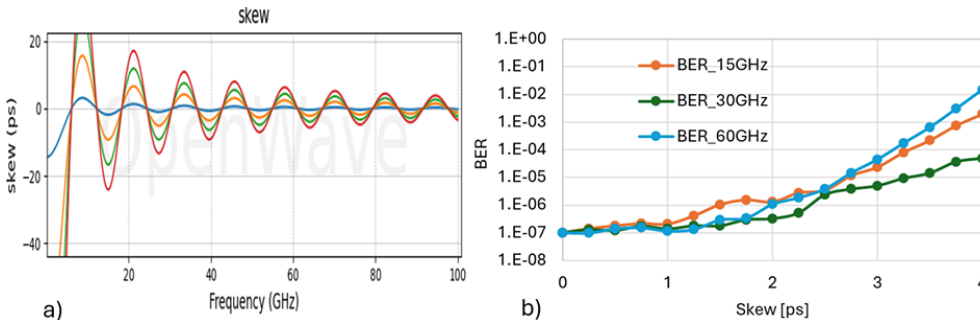 skew
20
0
−20
−40
skew (ps)
OpenWave
20 40 60 80 100
Frequency (GHz)
a)
1.E+00
1.E-01
1.E-02
1.E-03
1.E-04
1.E-05
1.E-06
1.E-07
1.E-08
BER
BER_15GHz
BER_30GHz
BER_60GHz
0 1 2 3 4
Skew [ps]
b)